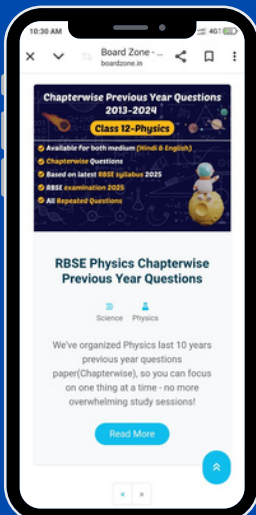 10:30 AM
4G
Board Zone - ...
boardzone.in
Chapterwise Previous Year Questions
2013-2024
Class 12-Physics
Available for both medium (Hindi & English)
Chapterwise Questions
Based on latest RBSE syllabus 2025
RBSE examination 2025
All Repeated Questions
RBSE Physics Chapterwise
Previous Year Questions
Science Physics
We've organized Physics last 10 years
previous year questions
paper(Chapterwise), so you can focus
on one thing at a time - no more
overwhelming study sessions!
Read More
« »